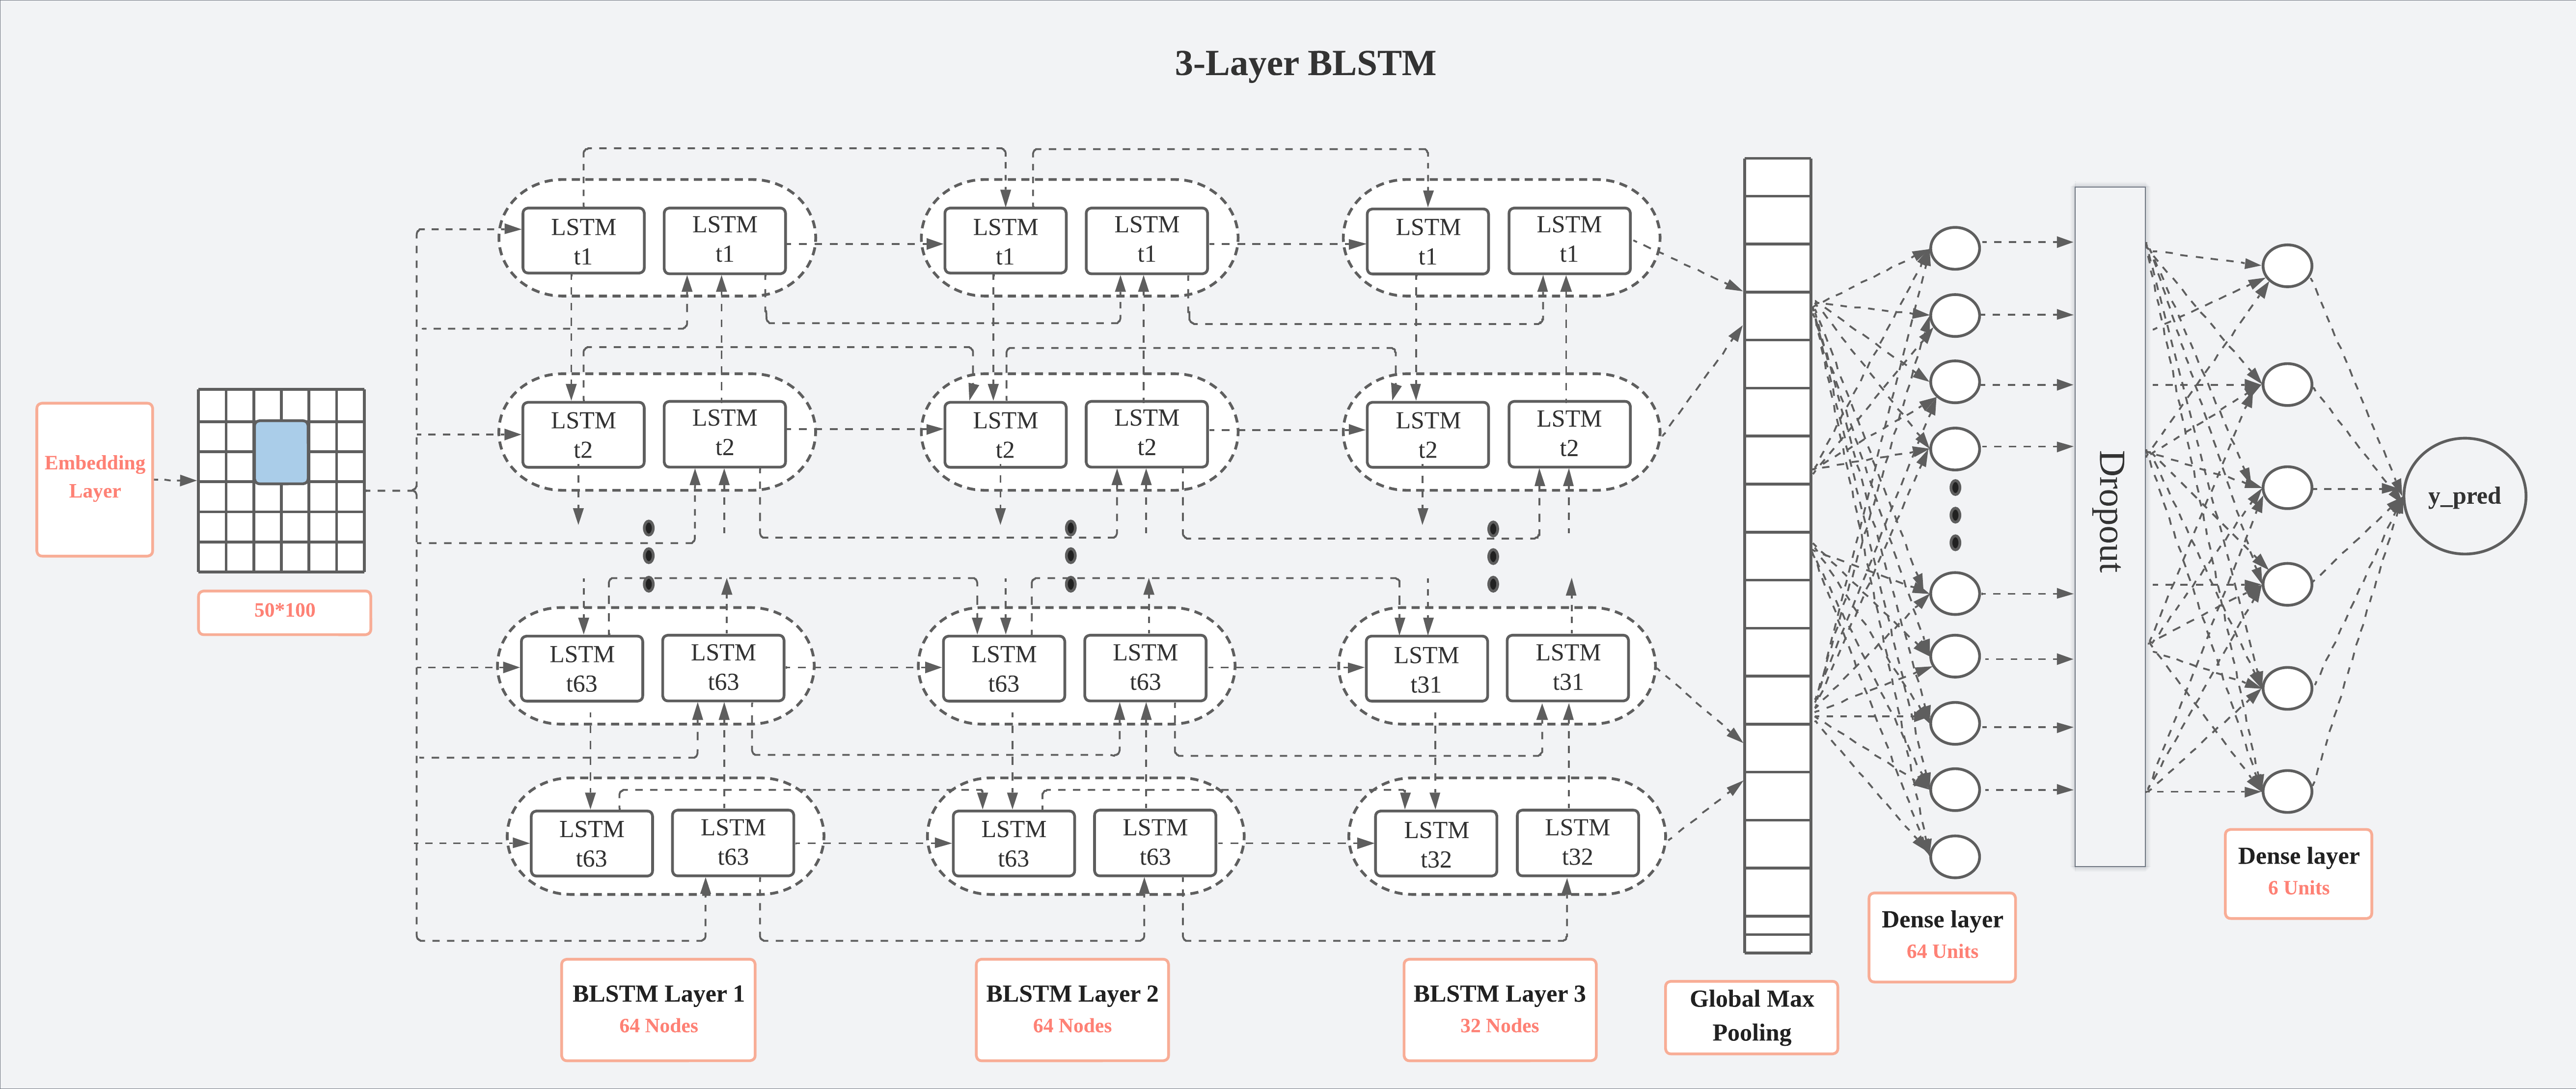 3-Layer BLSTM
LSTM
t1
LSTM
t1
LSTM
t1
LSTM
t1
LSTM
t1
LSTM
t1
LSTM
t2
LSTM
t2
LSTM
t2
LSTM
t2
LSTM
t2
LSTM
t2
Embedding
Layer
50*100
LSTM
t63
LSTM
t63
LSTM
t63
LSTM
t63
LSTM
t31
LSTM
t31
LSTM
t63
LSTM
t63
LSTM
t63
LSTM
t63
LSTM
t32
LSTM
t32
BLSTM Layer 1
64 Nodes
BLSTM Layer 2
64 Nodes
BLSTM Layer 3
32 Nodes
Global Max
Pooling
Dense layer
64 Units
Dropout
Dense layer
6 Units
y_pred